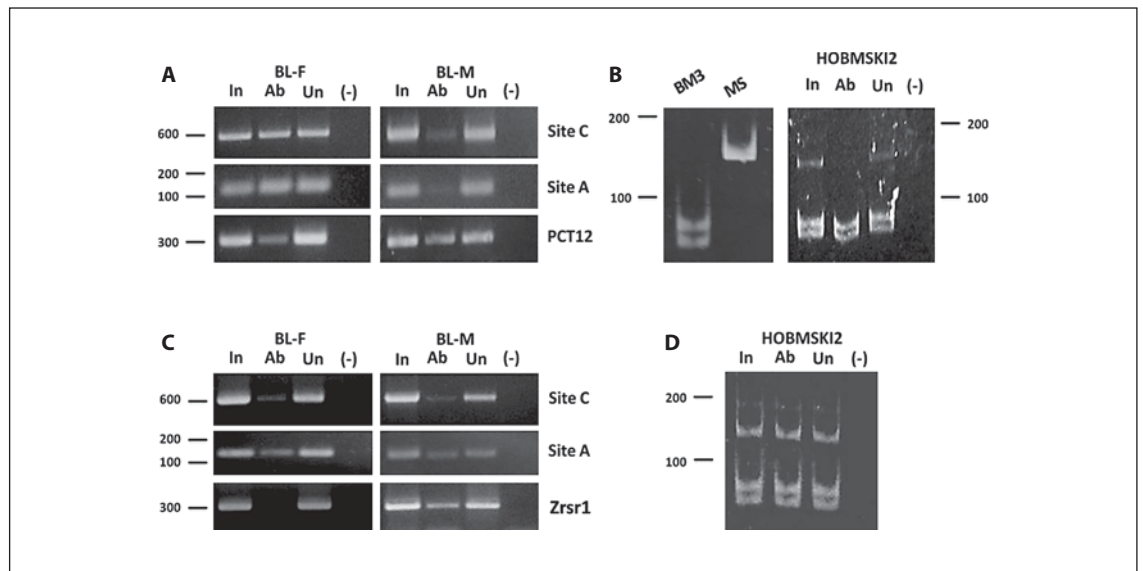 A
BL-F
BL-M
In Ab Un (-)
In Ab Un (-)
600
Site C
200
100
Site A
300
PCT12
B
HOBMSKI2
BM3 MS
In Ab Un (-)
200
100
200
100
C
BL-F
BL-M
In Ab Un (-)
In Ab Un (-)
600
Site C
200
100
Site A
300
Zrsr1
D
HOBMSKI2
In Ab Un (-)
200
100